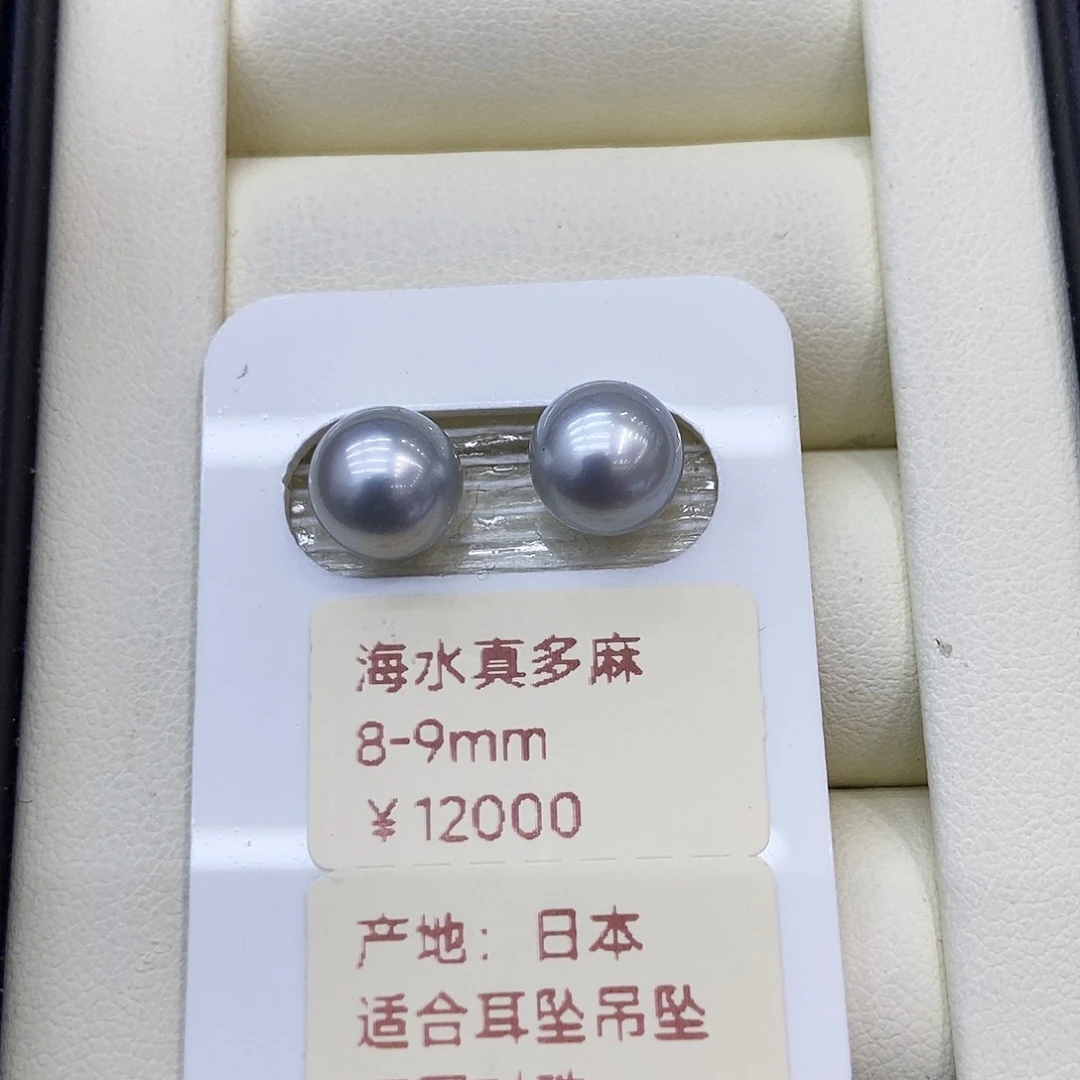 海水真多麻
8-9mm
¥12000
产地：日本
适合耳坠吊坠